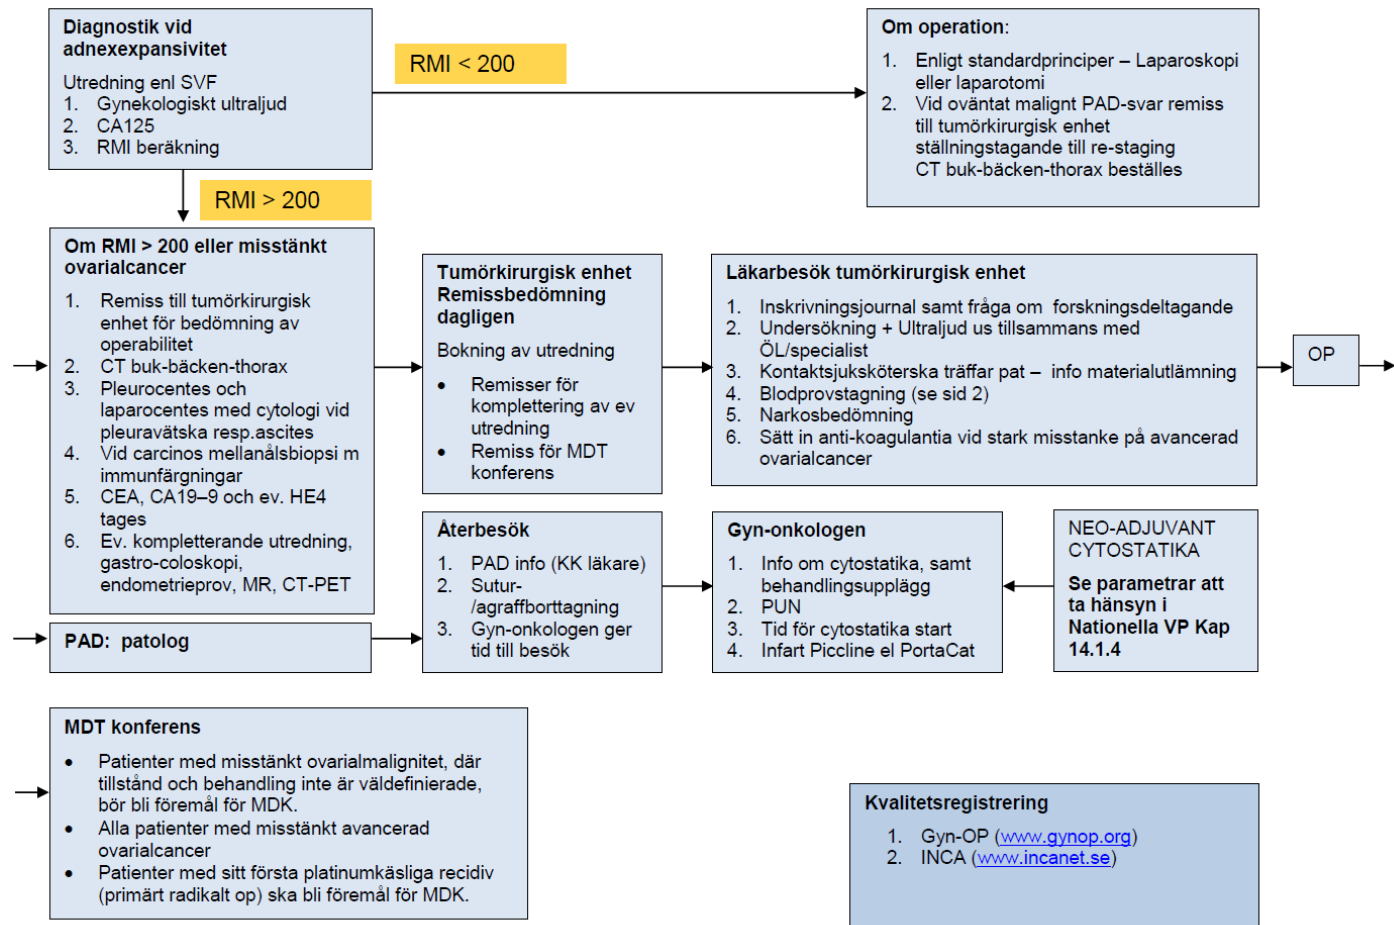 Diagnostik vid
adnexexpansivitet
Utredning enl SVF
1. Gynekologiskt ultraljud
2. CA125
3. RMI beräkning
RMI < 200
Om operation:
1. Enligt standardprinciper – Laparoskopi
eller laparotomi
2. Vid oväntat malignt PAD-svar remiss
till tumörkirurgisk enhet
ställningstagande till re-staging
CT buk-bäcken-thorax beställes
RMI > 200
Om RMI > 200 eller misstänkt
ovarialcancer
1. Remiss till tumörkirurgisk
enhet för bedömning av
operabilitet
2. CT buk-bäcken-thorax
3. Pleurocentes och
laparocentes med cytologi vid
pleuravätska resp.ascites
4. Vid carcinos mellanålsbiopsi m
immunfärgningar
5. CEA, CA19–9 och ev. HE4
tages
6. Ev. kompletterande utredning,
gastro-coloskopi,
endometrieprov, MR, CT-PET
Tumörkirurgisk enhet
Remissbedömning
dagligen
Bokning av utredning
• Remisser för
komplettering av ev
utredning
• Remiss för MDT
konferens
Läkarbesök tumörkirurgisk enhet
1. Inskrivningsjournal samt fråga om forskningsdeltagande
2. Undersökning + Ultraljud us tillsammans med
ÖL/specialist
3. Kontaktsjuksköterska träffar pat – info materialutlämning
4. Blodprovstagning (se sid 2)
5. Narkosbedömning
6. Sätt in anti-koagulantia vid stark misstanke på avancerad
ovarialcancer
OP
PAD: patolog
Återbesök
1. PAD info (KK läkare)
2. Sutur-
/agraffborttagning
3. Gyn-onkologen ger
tid till besök
Gyn-onkologen
1. Info om cytostatika, samt
behandlingsupplägg
2. PUN
3. Tid för cytostatika start
4. Infart Piccline el PortaCat
NEO-ADJUVANT
CYTOSTATIKA
Se parametrar att
ta hänsyn i
Nationella VP Kap
14.1.4
MDT konferens
• Patienter med misstänkt ovarialmalignitet, där
tillstånd och behandling inte är väldefinierade,
bör bli föremål för MDK.
• Alla patienter med misstänkt avancerad
ovarialcancer
• Patienter med sitt första platinumkäsliga recidiv
(primärt radikalt op) ska bli föremål för MDK.
Kvalitetsregistrering
1. Gyn-OP (www.gynop.org)
2. INCA (www.incanet.se)